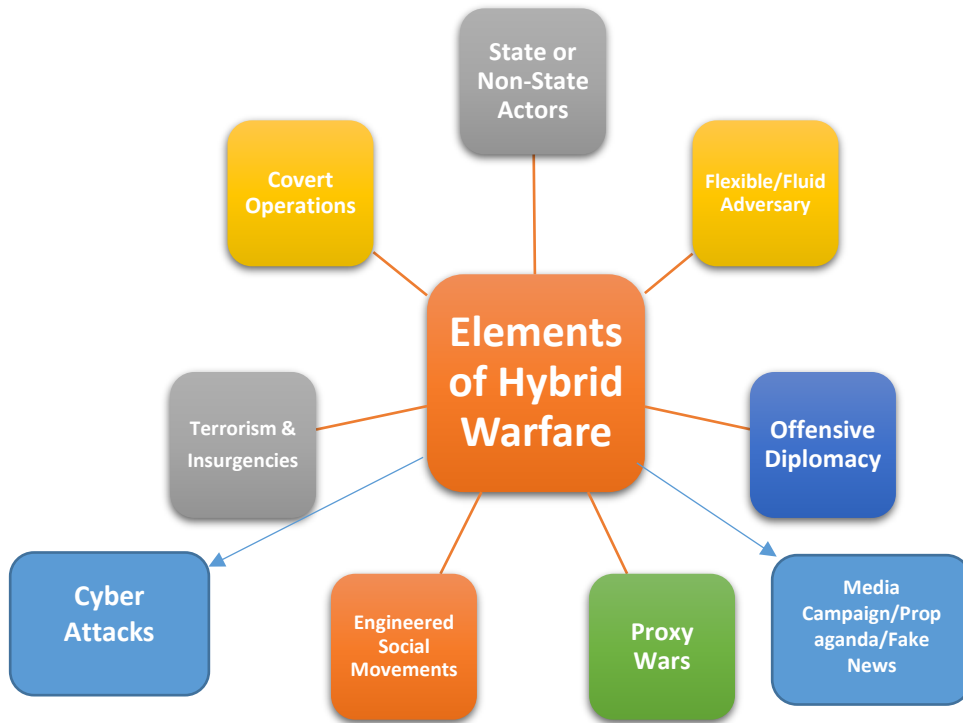 State or
Non-State
Actors
Covert
Operations
Flexible/Fluid
Adversary
Elements
of Hybrid
Warfare
Terrorism &
Insurgencies
Offensive
Diplomacy
Cyber
Attacks
Engineered
Social
Movements
Proxy
Wars
Media
Campaign/Prop
aganda/Fake
News